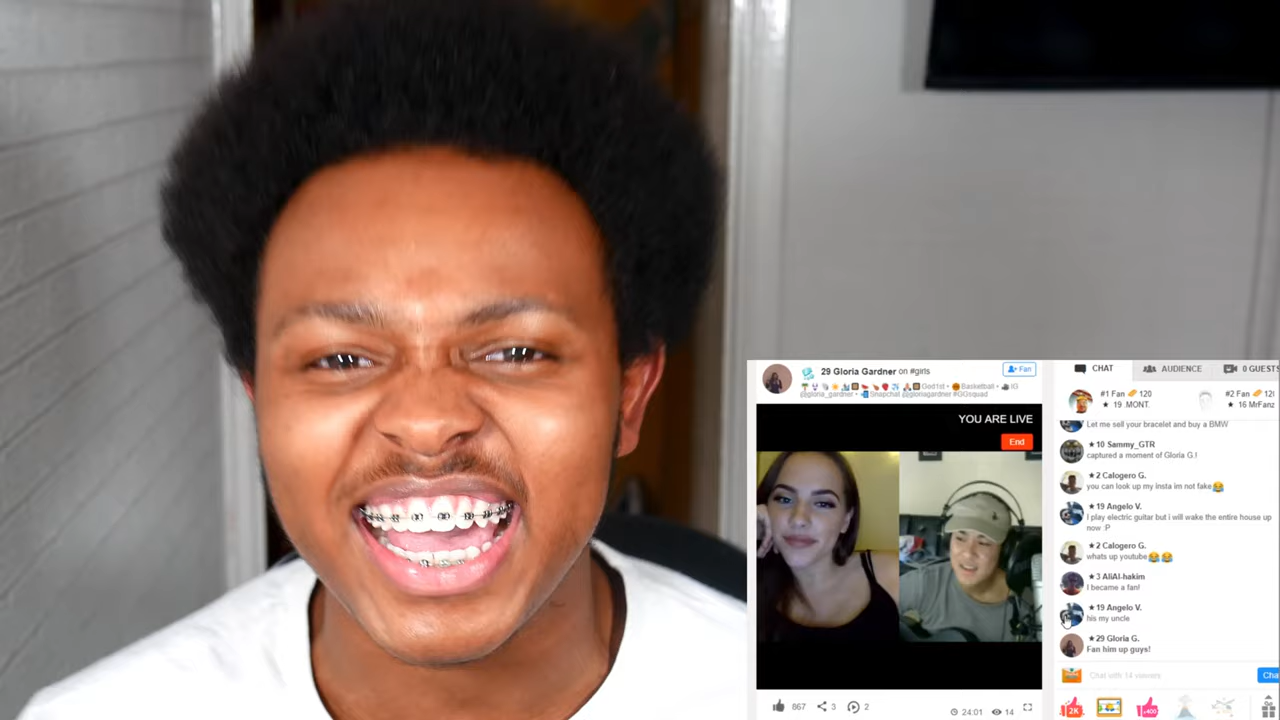 29 Gloria Gardner on #girls
Fan
God1st • Basketball • IG
@gloria_gardner • Snapchat @gloriagardner #GGsquad
YOU ARE LIVE
End
867
3
2
24:01
14
CHAT
AUDIENCE
0 GUESTS
#1 Fan 120
★ 19 .MONT.
#2 Fan
★ 16 MrFanz
Let me sell your bracelet and buy a BMW
★10 Sammy_GTR
captured a moment of Gloria G.!
★2 Calogero G.
you can look up my insta im not fake😂
★19 Angelo V.
I play electric guitar but i will wake the entire house up
now :P
★2 Calogero G.
whats up youtube😂😂
★3 AliAl-hakim
I became a fan!
★19 Angelo V.
his my uncle
★29 Gloria G.
Fan him up guys!
Chat with 14 viewers
Cha
2K
x400